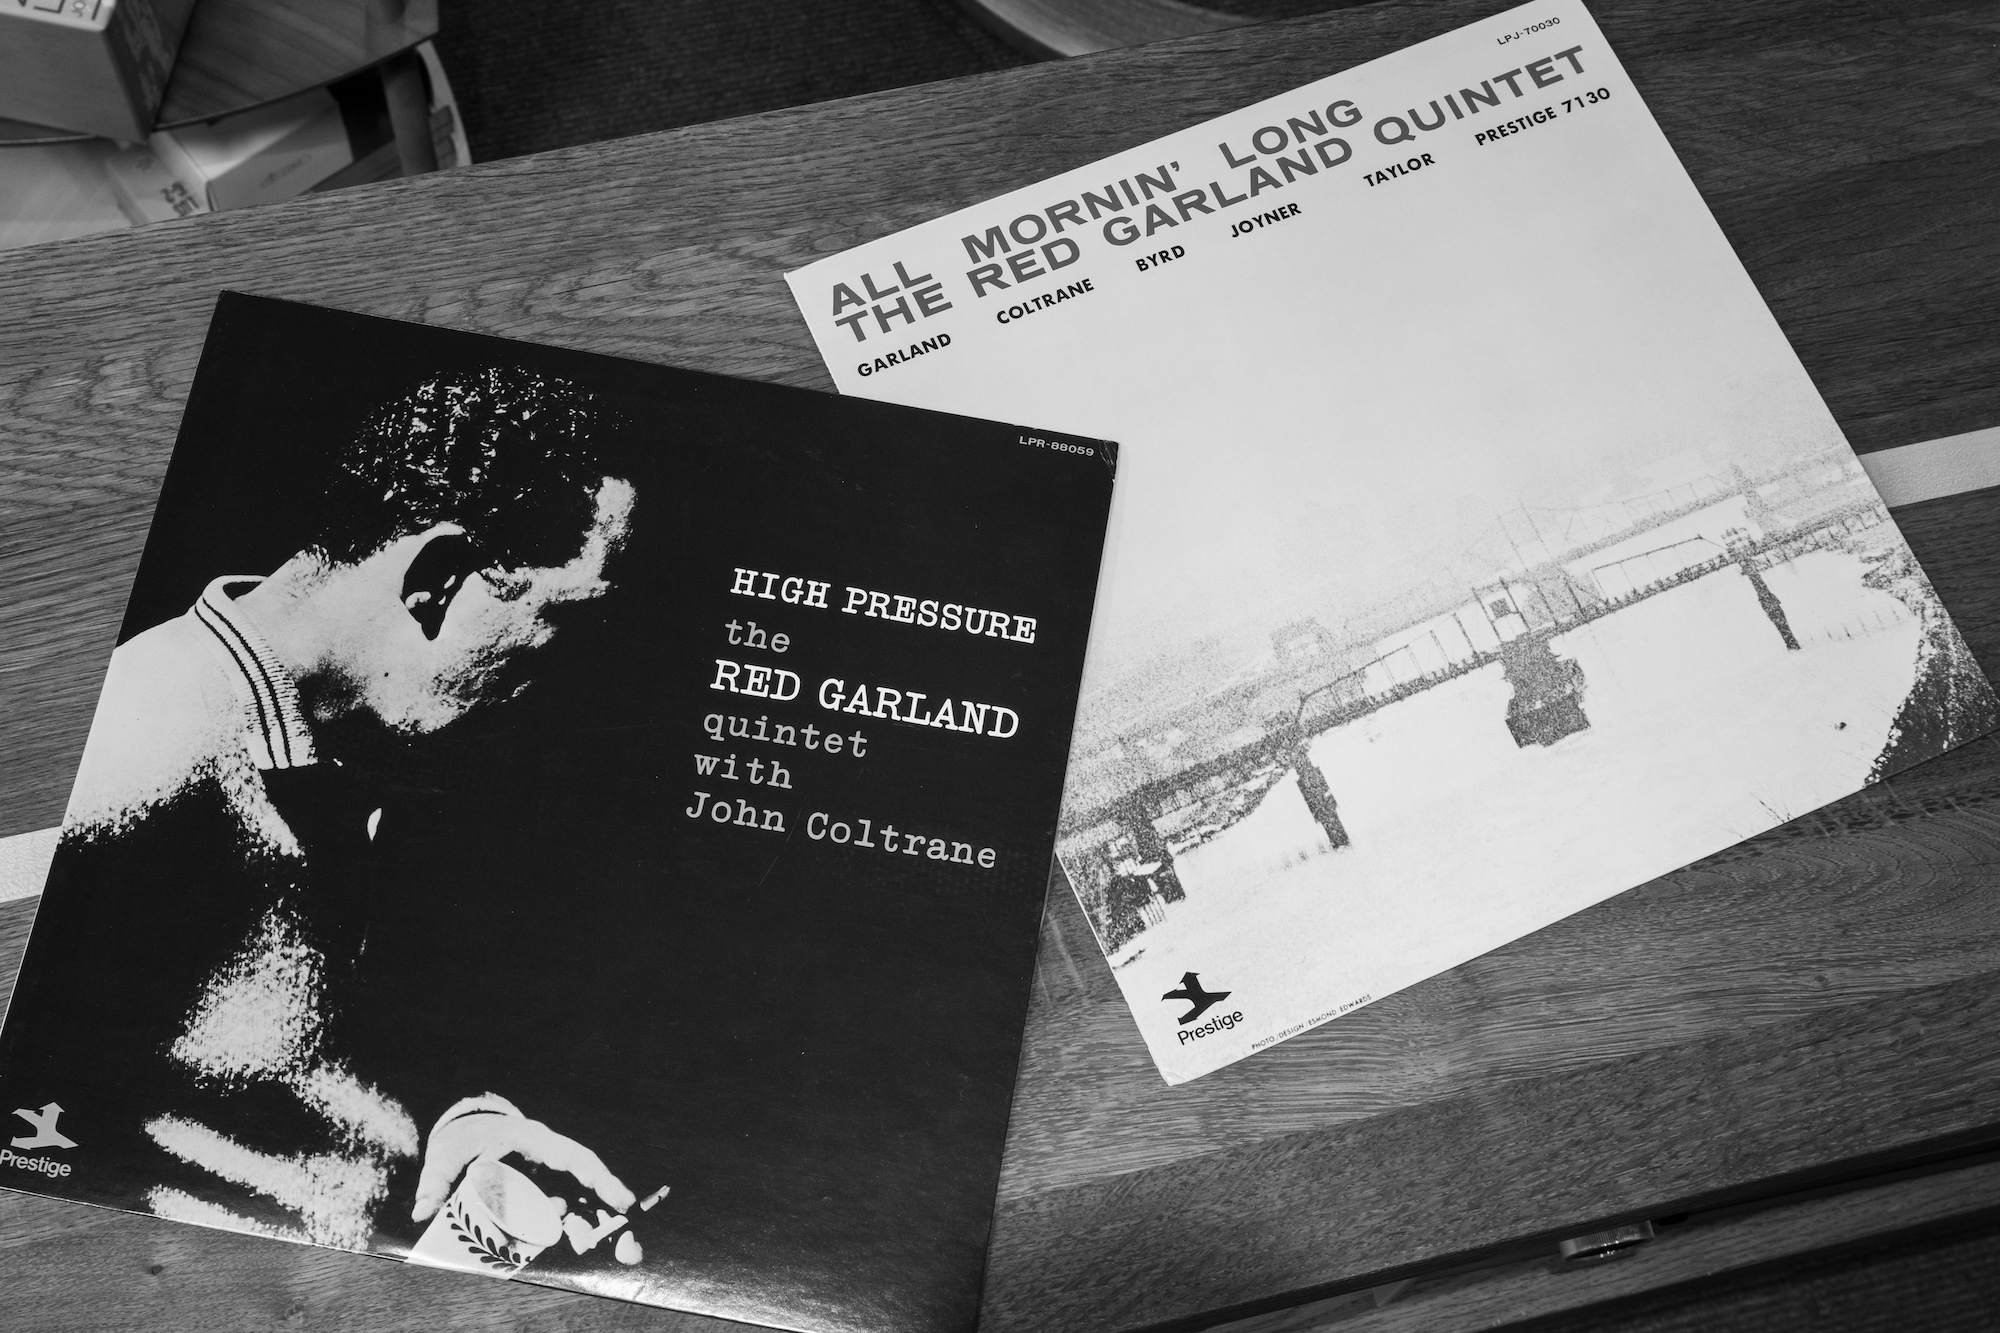 LPR-88059
HIGH PRESSURE
the
RED GARLAND
quintet
with
John Coltrane
Prestige
LPJ-70030
ALL MORNIN' LONG
THE RED GARLAND QUINTET
GARLAND COLTRANE BYRD JOYNER TAYLOR PRESTIGE 7130
Prestige
PHOTO/DESIGN: ESMOND EDWARDS